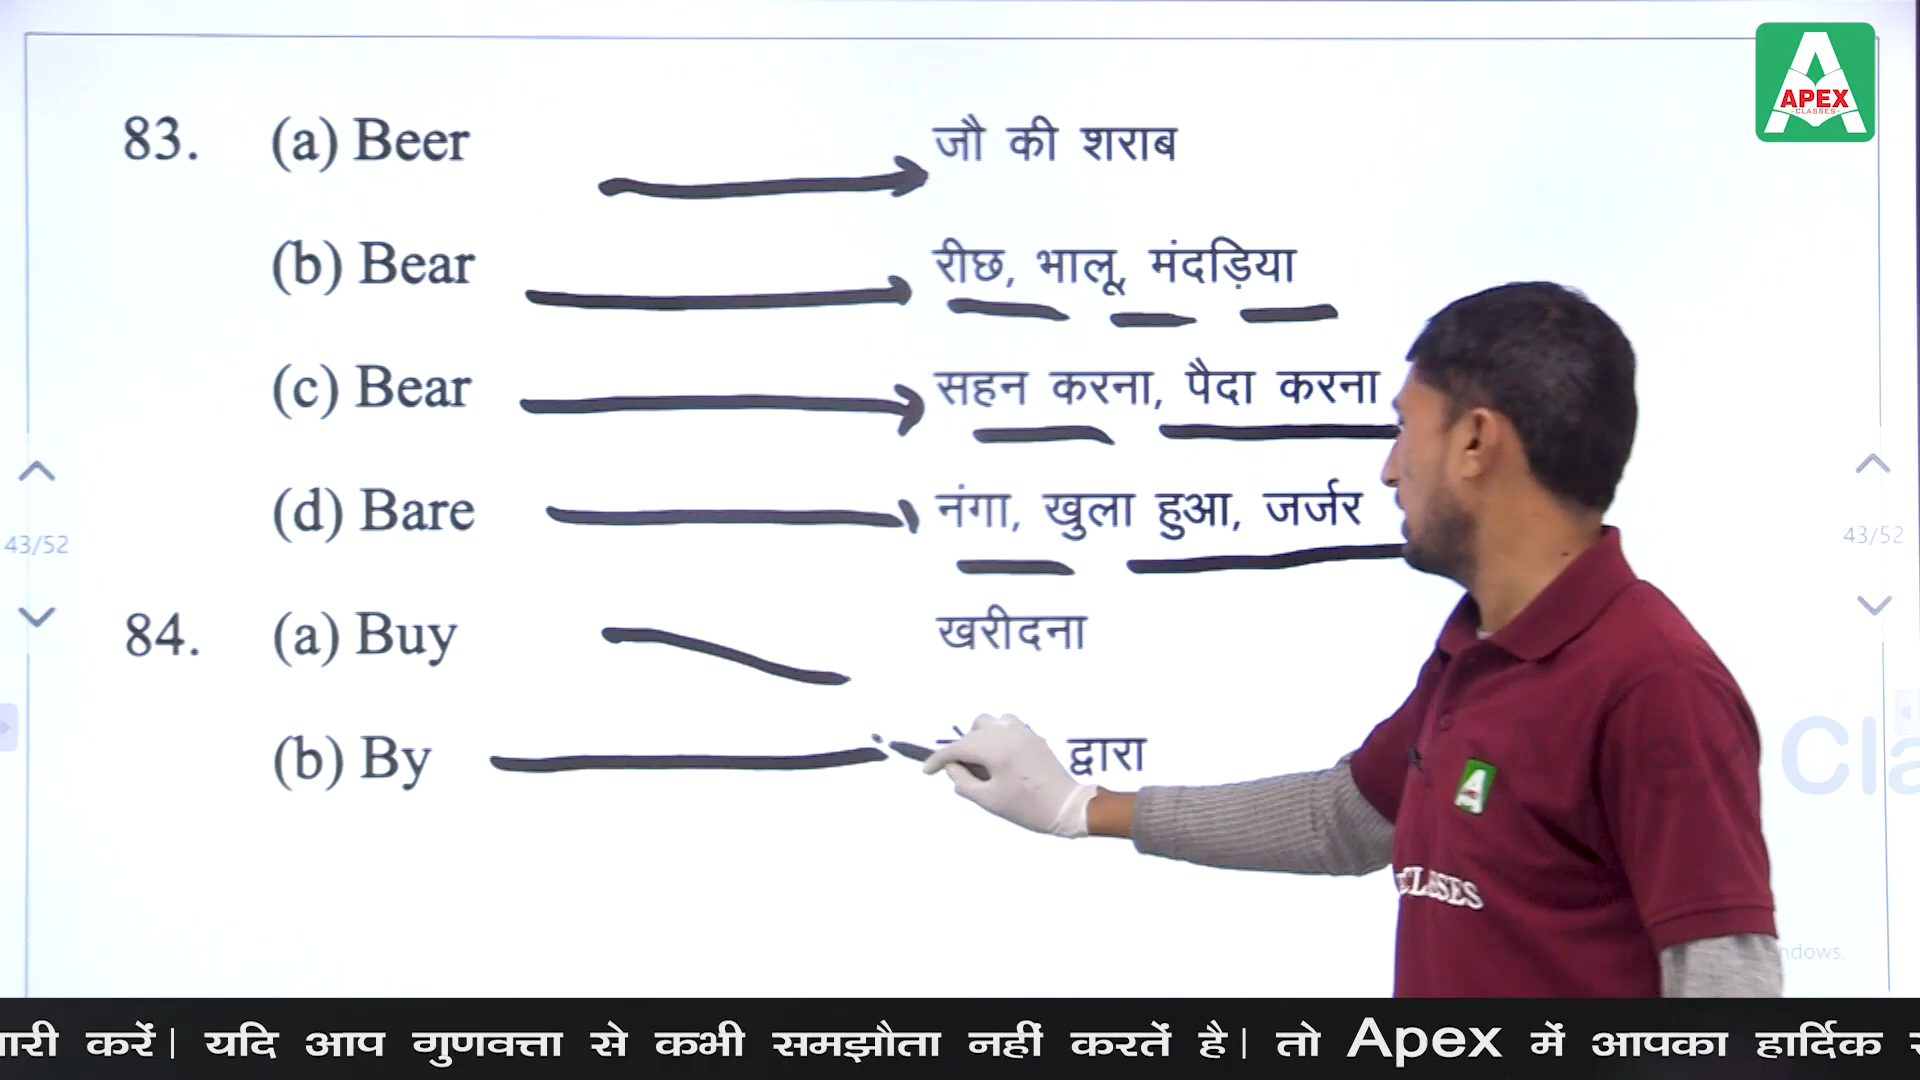 APEX
CLASSES
83. (a) Beer जौ की शराब
(b) Bear रीछ, भालू, मंदड़िया
(c) Bear सहन करना, पैदा करना
(d) Bare नंगा, खुला हुआ, जर्जर
84. (a) Buy खरीदना
(b) By द्वारा
43/52
43/52
करें। यदि आप गुणवत्ता से कभी समझौता नहीं करतें है। तो Apex में आपका हार्दिक